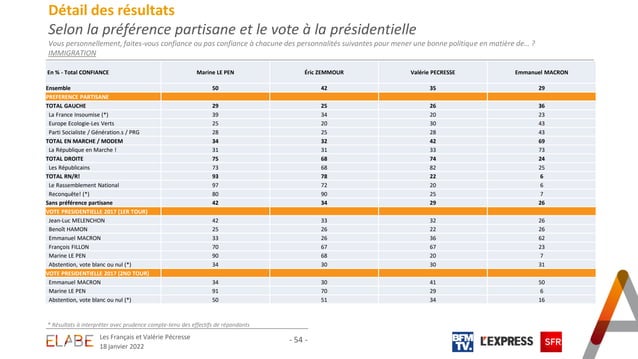 Détail des résultats
Selon la préférence partisane et le vote à la présidentielle
Vous personnellement, faites-vous confiance ou pas confiance à chacune des personnalités suivantes pour mener une bonne politique en matière de… ?
IMMIGRATION
En % - Total CONFIANCE Marine LE PEN Éric ZEMMOUR Valérie PECRESSE Emmanuel MACRON
Ensemble 50 42 35 29
PREFERENCE PARTISANE
TOTAL GAUCHE 29 25 26 36
La France Insoumise (*) 39 34 20 23
Europe Ecologie-Les Verts 25 20 30 43
Parti Socialiste / Génération.s / PRG 28 25 28 43
TOTAL EN MARCHE / MODEM 34 32 42 69
La République en Marche ! 31 31 33 73
TOTAL DROITE 75 68 74 24
Les Républicains 73 68 82 25
TOTAL RN/R! 93 78 22 6
Le Rassemblement National 97 72 20 6
Reconquête! (*) 80 90 25 7
Sans préférence partisane 42 34 29 26
VOTE PRESIDENTIELLE 2017 (1ER TOUR)
Jean-Luc MELENCHON 42 33 32 26
Benoît HAMON 25 26 22 26
Emmanuel MACRON 33 26 36 62
François FILLON 70 67 67 23
Marine LE PEN 90 68 20 7
Abstention, vote blanc ou nul (*) 34 30 30 31
VOTE PRESIDENTIELLE 2017 (2ND TOUR)
Emmanuel MACRON 34 30 41 50
Marine LE PEN 91 70 29 6
Abstention, vote blanc ou nul (*) 50 51 34 16
* Résultats à interpréter avec prudence compte-tenu des effectifs de répondants
ELABE
Les Français et Valérie Pécresse
18 janvier 2022
- 54 -
BFM TV.
L'EXPRESS
SFR